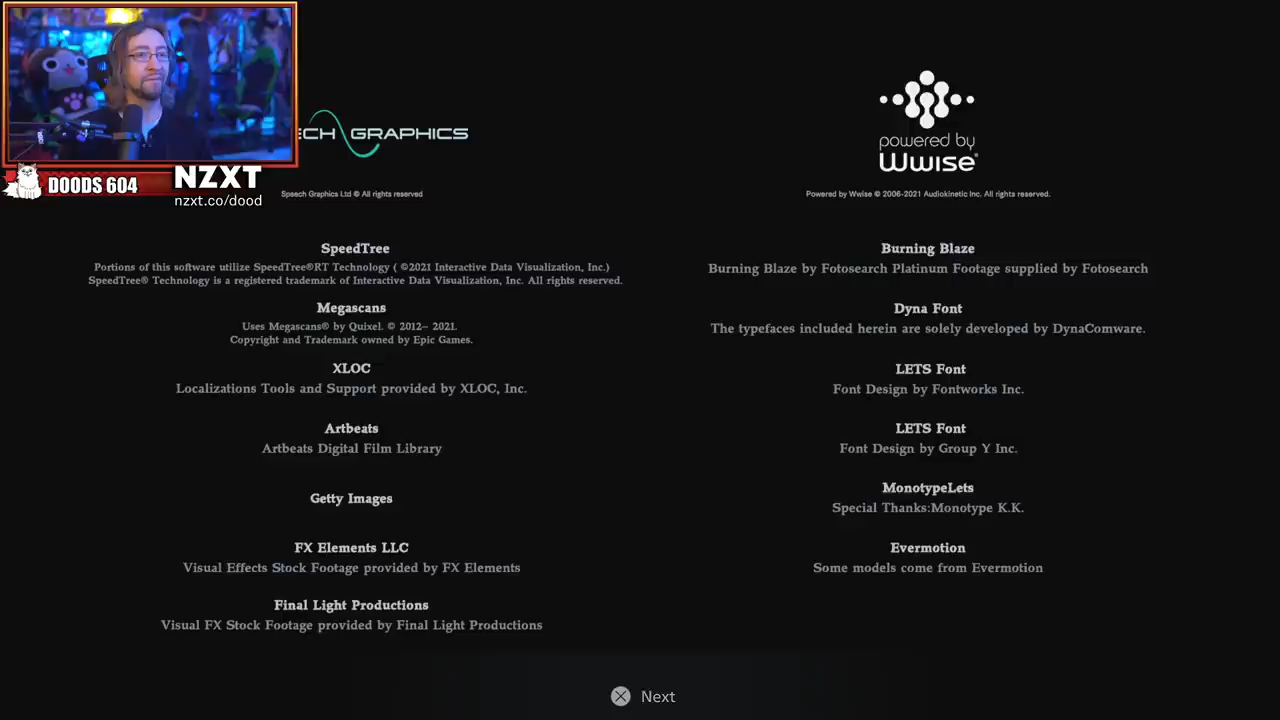 ECH GRAPHICS
powered by
Wwise
DOODS 604
NZXT
nzxt.co/dood
Speech Graphics Ltd © All rights reserved
Powered by Wwise © 2006-2021 Audiokinetic Inc. All rights reserved.
SpeedTree
Portions of this software utilize SpeedTree®RT Technology ( ©2021 Interactive Data Visualization, Inc.)
SpeedTree® Technology is a registered trademark of Interactive Data Visualization, Inc. All rights reserved.
Megascans
Uses Megascans® by Quixel. © 2012– 2021.
Copyright and Trademark owned by Epic Games.
XLOC
Localizations Tools and Support provided by XLOC, Inc.
Artbeats
Artbeats Digital Film Library
Getty Images
FX Elements LLC
Visual Effects Stock Footage provided by FX Elements
Final Light Productions
Visual FX Stock Footage provided by Final Light Productions
Burning Blaze
Burning Blaze by Fotosearch Platinum Footage supplied by Fotosearch
Dyna Font
The typefaces included herein are solely developed by DynaComware.
LETS Font
Font Design by Fontworks Inc.
LETS Font
Font Design by Group Y Inc.
MonotypeLets
Special Thanks:Monotype K.K.
Evermotion
Some models come from Evermotion
Next